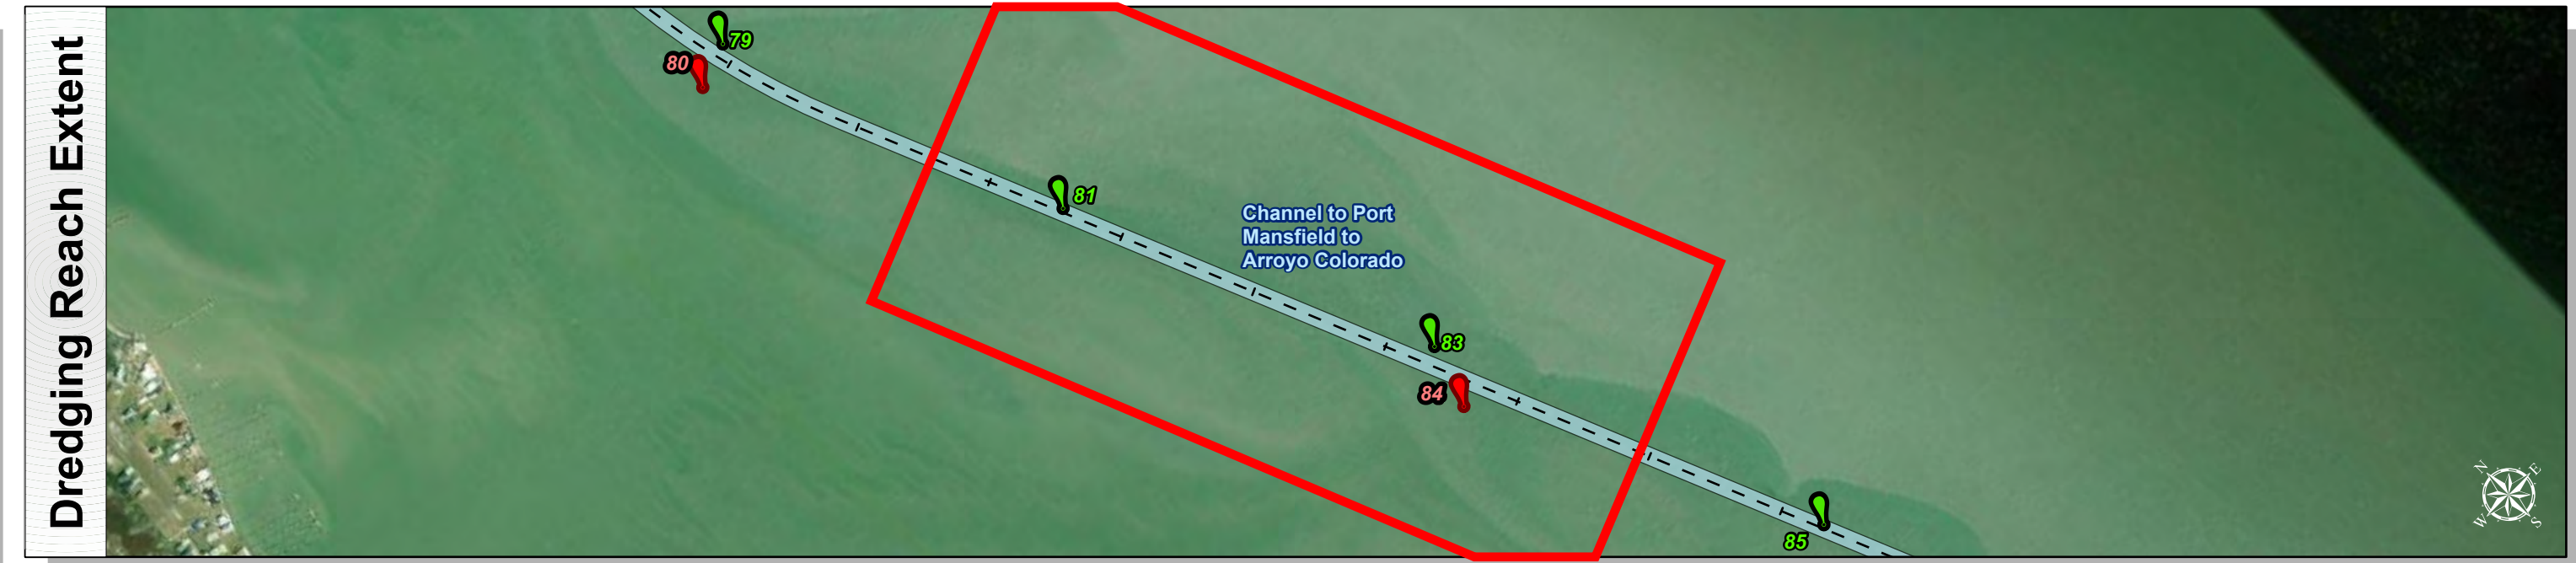 Dredging Reach Extent
79
80
81
Channel to Port
Mansfield to
Arroyo Colorado
83
84
85
N
E
W
S